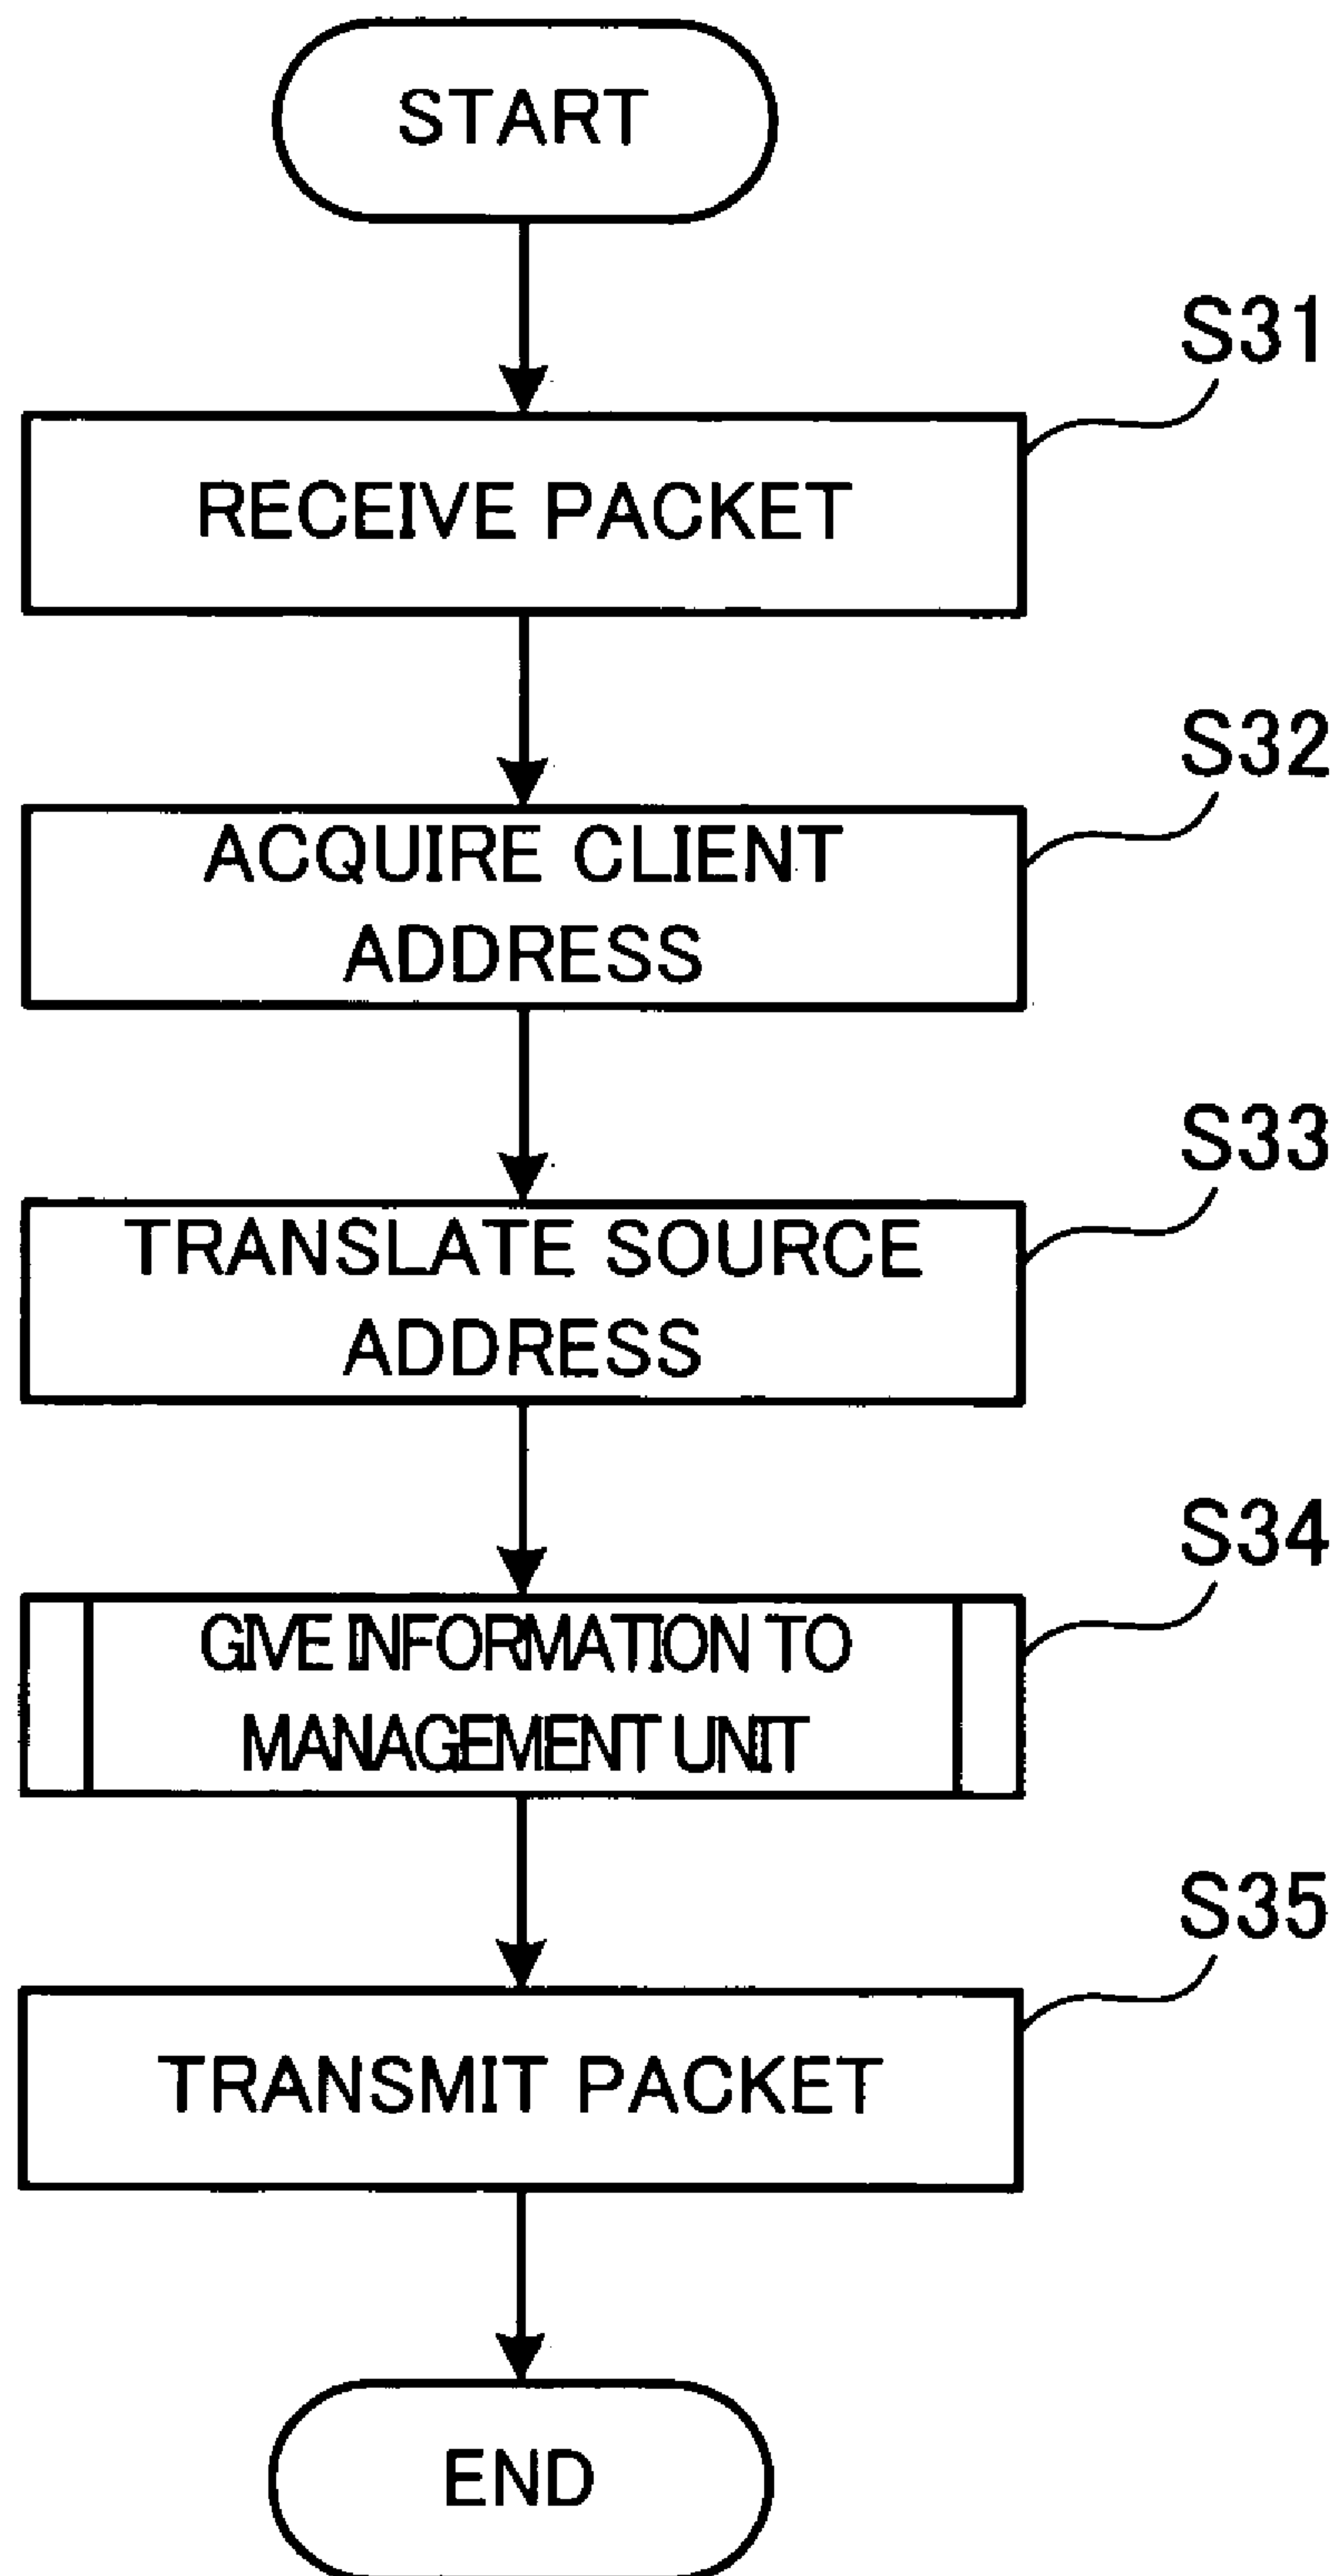 START
S31
RECEIVE PACKET
S32
ACQUIRE CLIENT
ADDRESS
S33
TRANSLATE SOURCE
ADDRESS
S34
GIVE INFORMATION TO
MANAGEMENT UNIT
S35
TRANSMIT PACKET
END